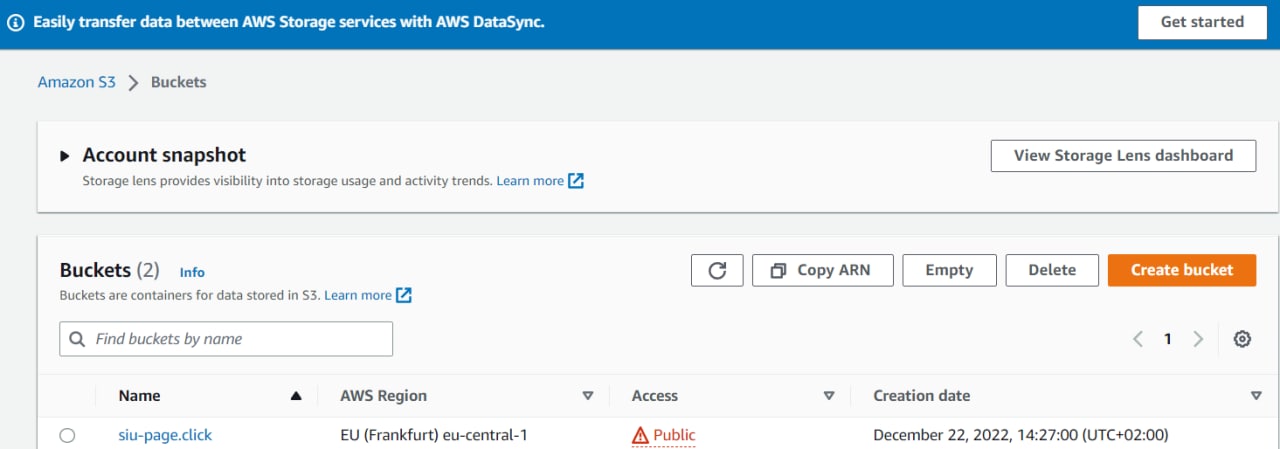 Easily transfer data between AWS Storage services with AWS DataSync.
Get started
Amazon S3 > Buckets
Account snapshot
View Storage Lens dashboard
Storage lens provides visibility into storage usage and activity trends. Learn more
Buckets (2) Info
Copy ARN Empty Delete Create bucket
Buckets are containers for data stored in S3. Learn more
Find buckets by name
1
Name AWS Region Access Creation date
siu-page.click EU (Frankfurt) eu-central-1 Public December 22, 2022, 14:27:00 (UTC+02:00)